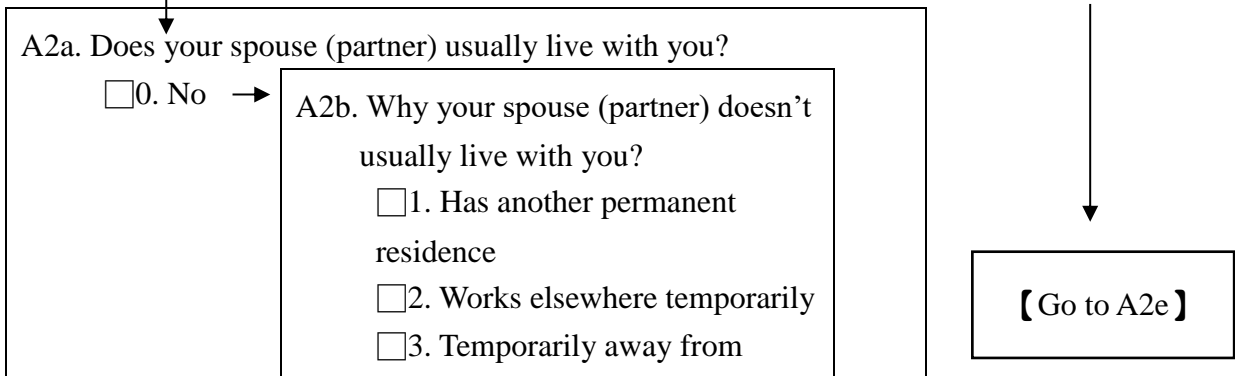 A2a. Does your spouse (partner) usually live with you?
□0. No
A2b. Why your spouse (partner) doesn't
usually live with you?
□1. Has another permanent
residence
□2. Works elsewhere temporarily
□3. Temporarily away from
【Go to A2e】